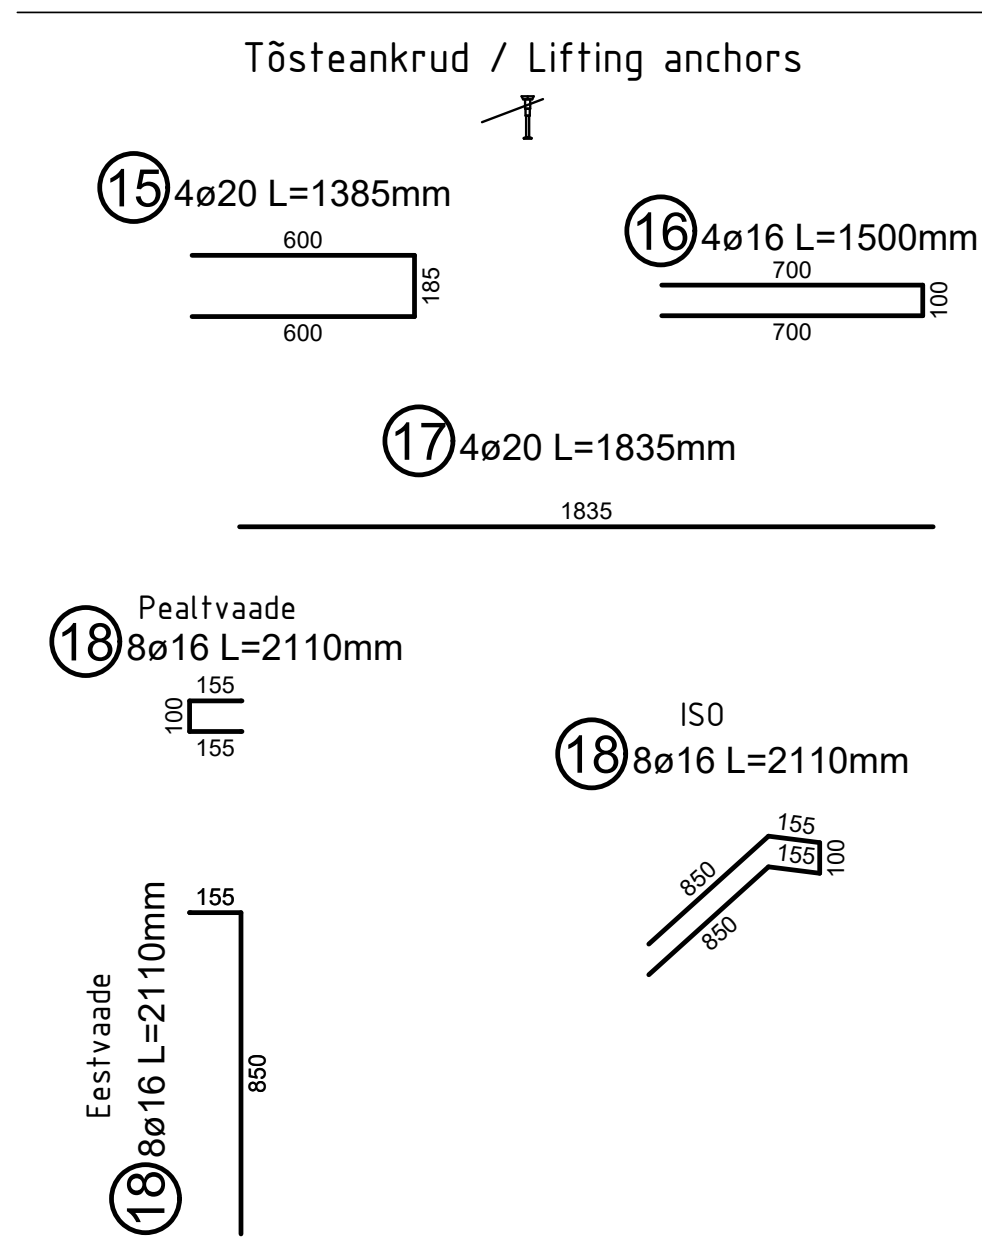 Tõsteankrud / Lifting anchors
15 4ø20 L=1385mm
600
185
600
16 4ø16 L=1500mm
700
100
700
17 4ø20 L=1835mm
1835
Pealtvaade
18 8ø16 L=2110mm
155
100
155
ISO
18 8ø16 L=2110mm
155
155
100
850
850
Eestvaade
18 8ø16 L=2110mm
155
850